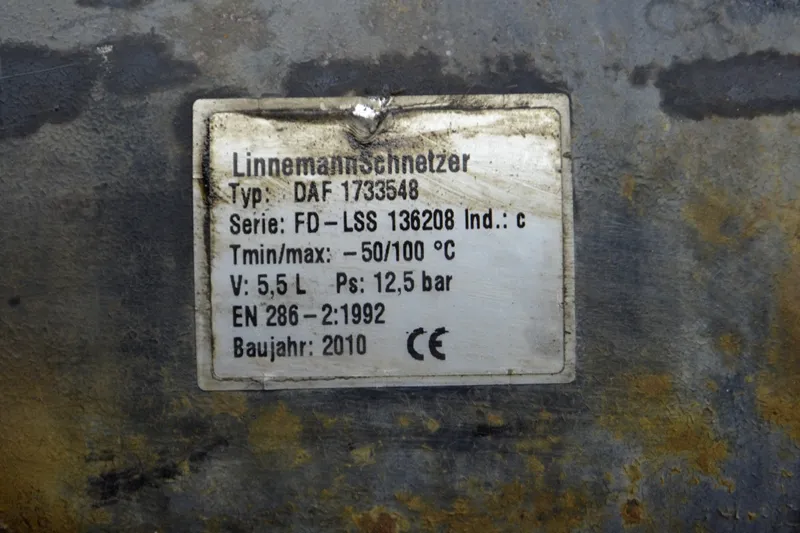 LinnemannSchnetzer
Typ: DAF 1733548
Serie: FD-LSS 136208 Ind.: c
Tmin/max: -50/100 °C
V: 5,5 L Ps: 12,5 bar
EN 286-2:1992
Baujahr: 2010 CE